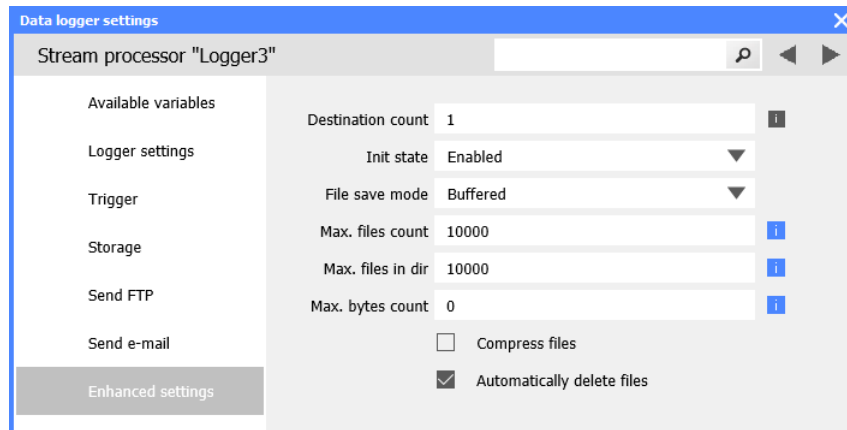 Data logger settings
Stream processor "Logger3"
Available variables
Logger settings
Trigger
Storage
Send FTP
Send e-mail
Enhanced settings
Destination count 1
Init state Enabled
File save mode Buffered
Max. files count 10000
Max. files in dir 10000
Max. bytes count 0
Compress files
Automatically delete files